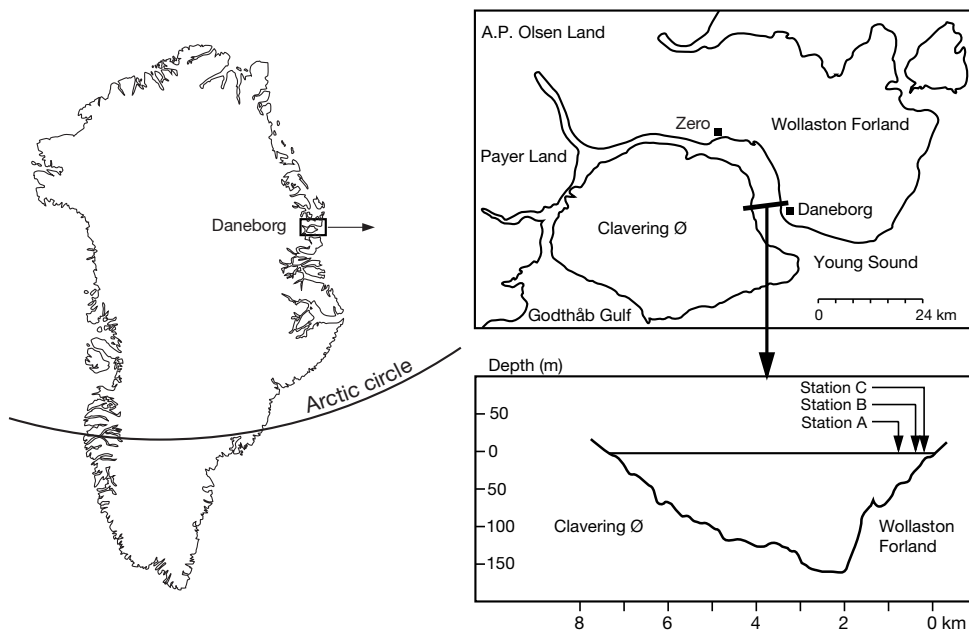 Daneborg
Arctic circle
A.P. Olsen Land
Zero
Wollaston Forland
Payer Land
Daneborg
Clavering Ø
Young Sound
Godthåb Gulf
0 24 km
Depth (m)
Station C
Station B
Station A
50
0
50
100
150
Clavering Ø
Wollaston
Forland
8 6 4 2 0 km